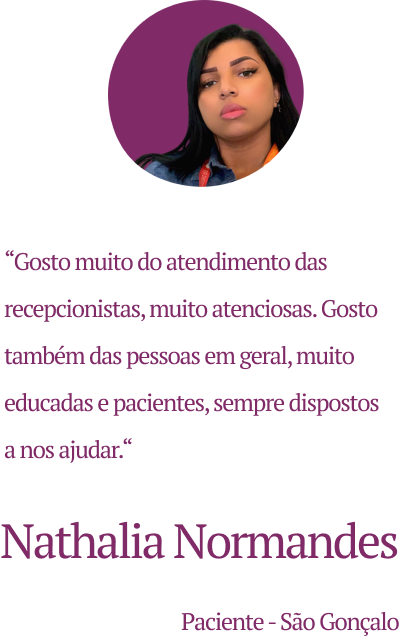 “Gosto muito do atendimento das
recepcionistas, muito atenciosas. Gosto
também das pessoas em geral, muito
educadas e pacientes, sempre dispostos
a nos ajudar.“
Nathalia Normandes
Paciente - São Gonçalo